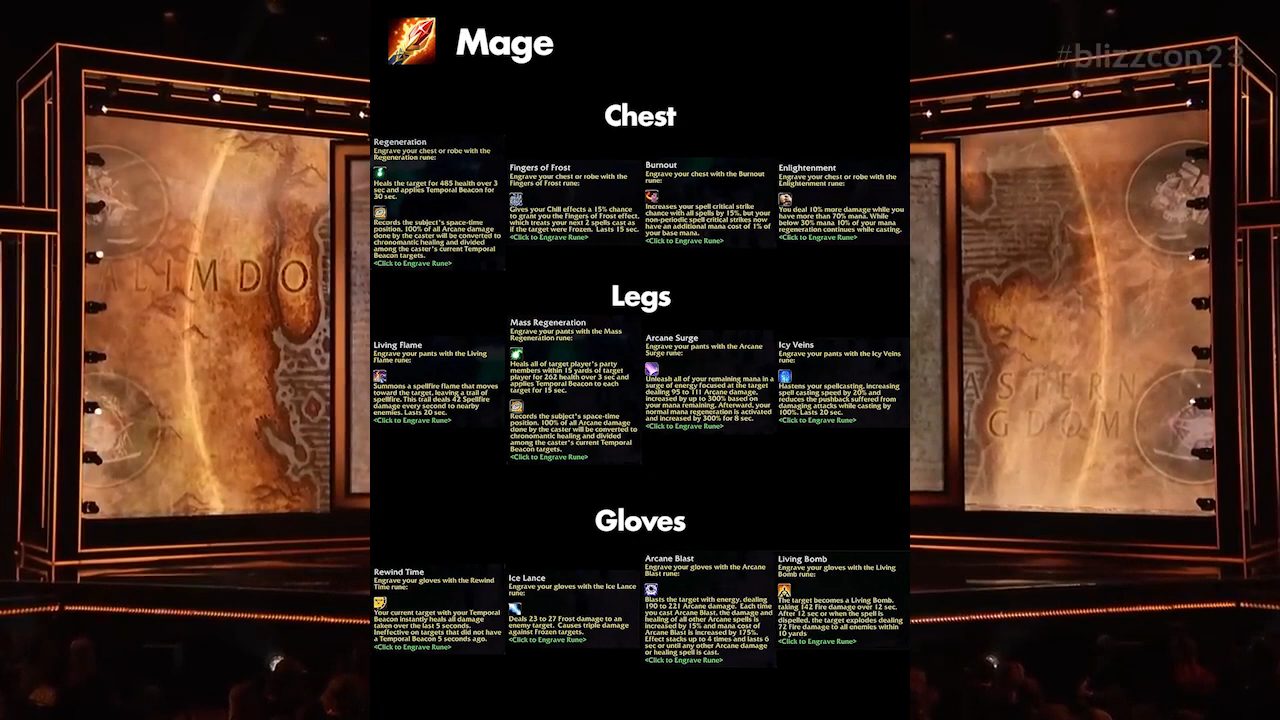 #blizzcon23
Mage
Chest
Regeneration
Engrave your chest or robe with the
Regeneration rune:
Heals the target for 485 health over 3
sec and applies Temporal Beacon for
30 sec.
Records the subject's space-time
position. 100% of all Arcane damage
done by the caster will be converted to
chronomantic healing and divided
among the caster's current Temporal
Beacon targets.
<Click to Engrave Rune>
Fingers of Frost
Engrave your chest or robe with the
Fingers of Frost rune:
Gives your Chill effects a 15% chance
to grant you the Fingers of Frost effect,
which treats your next 2 spells cast as
if the target were Frozen. Lasts 15 sec.
<Click to Engrave Rune>
Burnout
Engrave your chest with the Burnout
rune:
Increases your spell critical strike
chance with all spells by 15%, but your
non-periodic spell critical strikes now
have an additional mana cost of 1% of
your base mana.
<Click to Engrave Rune>
Enlightenment
Engrave your chest or robe with the
Enlightenment rune:
You deal 10% more damage while you
have more than 70% mana. While
below 30% mana 10% of your mana
regeneration continues while casting.
<Click to Engrave Rune>
Legs
Living Flame
Engrave your pants with the Living
Flame rune:
Summons a spellfire flame that moves
toward the target, leaving a trail of
spellfire. This trail deals 42 Spellfire
damage every second to nearby
enemies. Lasts 20 sec.
<Click to Engrave Rune>
Mass Regeneration
Engrave your pants with the Mass
Regeneration rune:
Heals all of target player's party
members within 15 yards of target
player for 262 health over 3 sec and
applies Temporal Beacon to each
target for 15 sec.
Records the subject's space-time
position. 100% of all Arcane damage
done by the caster will be converted to
chronomantic healing and divided
among the caster's current Temporal
Beacon targets.
<Click to Engrave Rune>
Arcane Surge
Engrave your pants with the Arcane
Surge rune:
Unleash all of your remaining mana in a
surge of energy focused at the target
dealing 95 to 111 Arcane damage,
increased by up to 300% based on
your mana remaining. Afterward, your
normal mana regeneration is activated
and increased by 300% for 8 sec.
<Click to Engrave Rune>
Icy Veins
Engrave your pants with the Icy Veins
rune:
Hastens your spellcasting, increasing
spell casting speed by 20% and
reduces the pushback suffered from
damaging attacks while casting by
100%. Lasts 20 sec.
<Click to Engrave Rune>
Gloves
Rewind Time
Engrave your gloves with the Rewind
Time rune:
Your current target with your Temporal
Beacon instantly heals all damage
taken over the last 5 seconds.
Ineffective on targets that did not have
a Temporal Beacon 5 seconds ago.
<Click to Engrave Rune>
Ice Lance
Engrave your gloves with the Ice Lance
rune:
Deals 23 to 27 Frost damage to an
enemy target. Causes triple damage
against Frozen targets.
<Click to Engrave Rune>
Arcane Blast
Engrave your gloves with the Arcane
Blast rune:
Blasts the target with energy, dealing
190 to 221 Arcane damage. Each time
you cast Arcane Blast, the damage and
healing of all other Arcane spells is
increased by 15% and mana cost of
Arcane Blast is increased by 175%.
Effect stacks up to 4 times and lasts 6
sec or until any other Arcane damage
or healing spell is cast.
<Click to Engrave Rune>
Living Bomb
Engrave your gloves with the Living
Bomb rune:
The target becomes a Living Bomb,
taking 142 Fire damage over 12 sec.
After 12 sec or when the spell is
dispelled, the target explodes dealing
72 Fire damage to all enemies within
10 yards
<Click to Engrave Rune>
ALIMDO